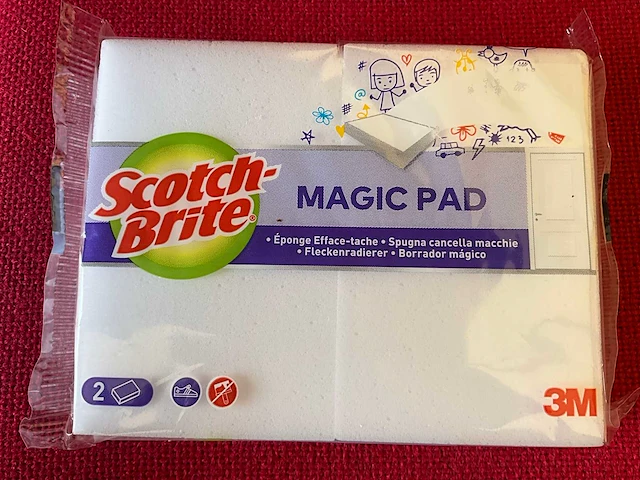 #
@
#
123
Scotch-
Brite®
MAGIC PAD
• Éponge Efface-tache • Spugna cancella macchie
• Fleckenradierer • Borrador mágico
2
3M